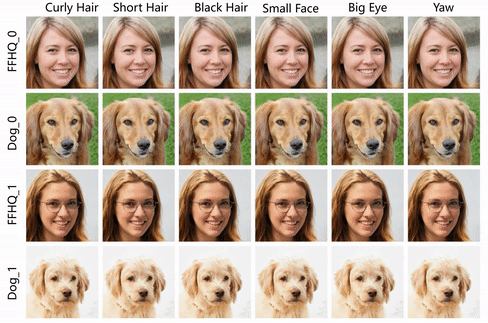 Curly Hair Short Hair Black Hair Small Face Big Eye Yaw
FFHQ_0
Dog_0
FFHQ_1
Dog_1